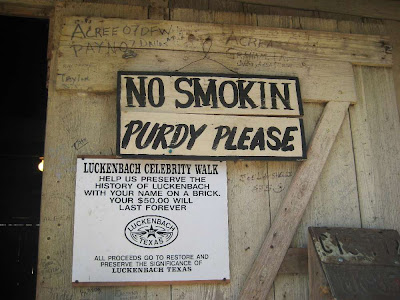 NO SMOKIN
PURDY PLEASE
LUCKENBACH CELEBRITY WALK
HELP US PRESERVE THE
HISTORY OF LUCKENBACH
WITH YOUR NAME ON A BRICK.
YOUR $50.00 WILL
LAST FOREVER
LUCKENBACH
TEXAS
ALL PROCEEDS GO TO RESTORE AND
PRESERVE THE SIGNIFICANCE OF
LUCKENBACH TEXAS